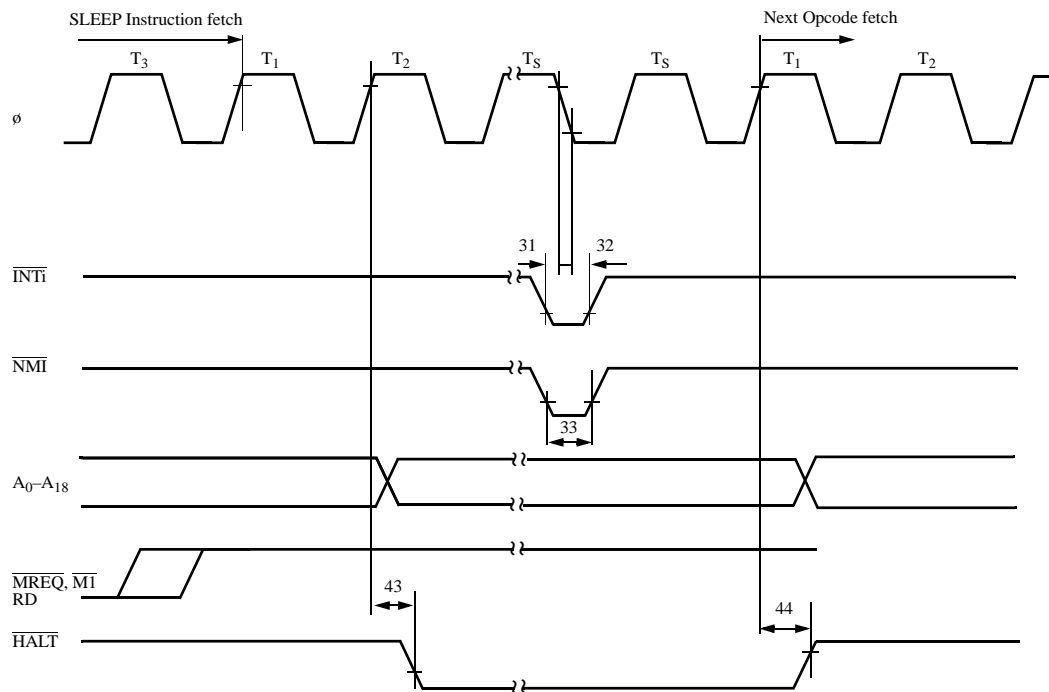 SLEEP Instruction fetch
Next Opcode fetch
T3 T1 T2 TS TS T1 T2
ø
31 32
INTi
NMI
33
A0–A18
MREQ, M1
RD
43 44
HALT